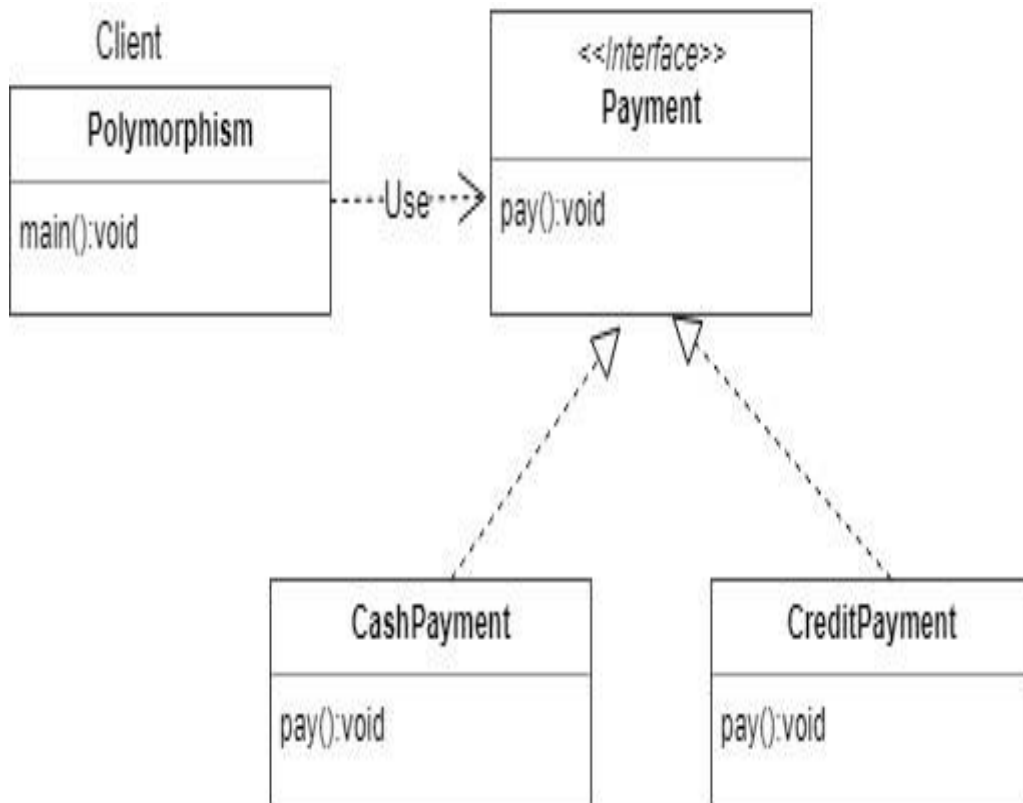 Client
Polymorphism
main():void
Use
<<Interface>>
Payment
pay():void
CashPayment
pay():void
CreditPayment
pay():void